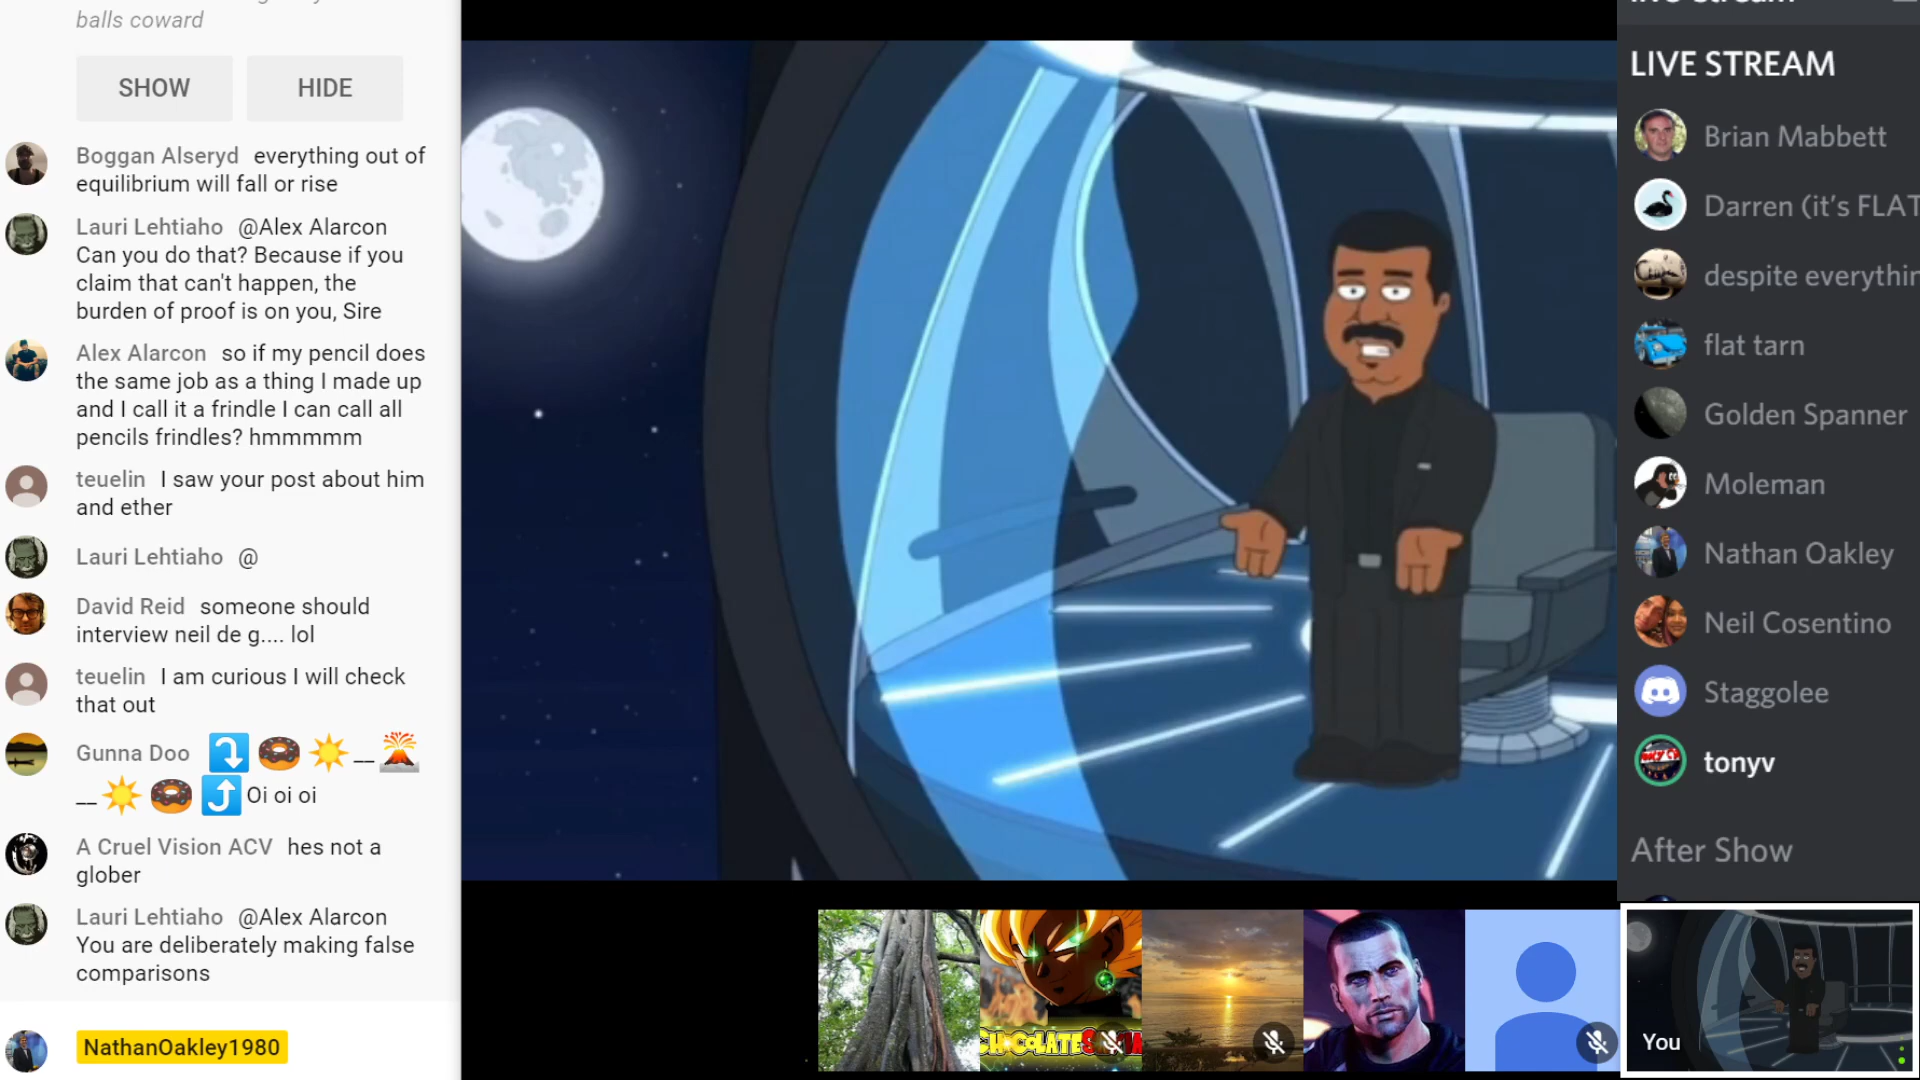 balls coward
SHOW
HIDE
Boggan Alseryd everything out of
equilibrium will fall or rise
Lauri Lehtiaho @Alex Alarcon
Can you do that? Because if you
claim that can't happen, the
burden of proof is on you, Sire
Alex Alarcon so if my pencil does
the same job as a thing I made up
and I call it a frindle I can call all
pencils frindles? hmmmmm
teuelin I saw your post about him
and ether
Lauri Lehtiaho @
David Reid someone should
interview neil de g.... lol
teuelin I am curious I will check
that out
Gunna Doo ⤵️🍩☀️__🌋
__☀️🍩⤴️Oi oi oi
A Cruel Vision ACV hes not a
glober
Lauri Lehtiaho @Alex Alarcon
You are deliberately making false
comparisons
NathanOakley1980
You
LIVE STREAM
Brian Mabbett
Darren (it’s FLAT
despite everythin
flat tarn
Golden Spanner
Moleman
Nathan Oakley
Neil Cosentino
Staggolee
tonyv
After Show